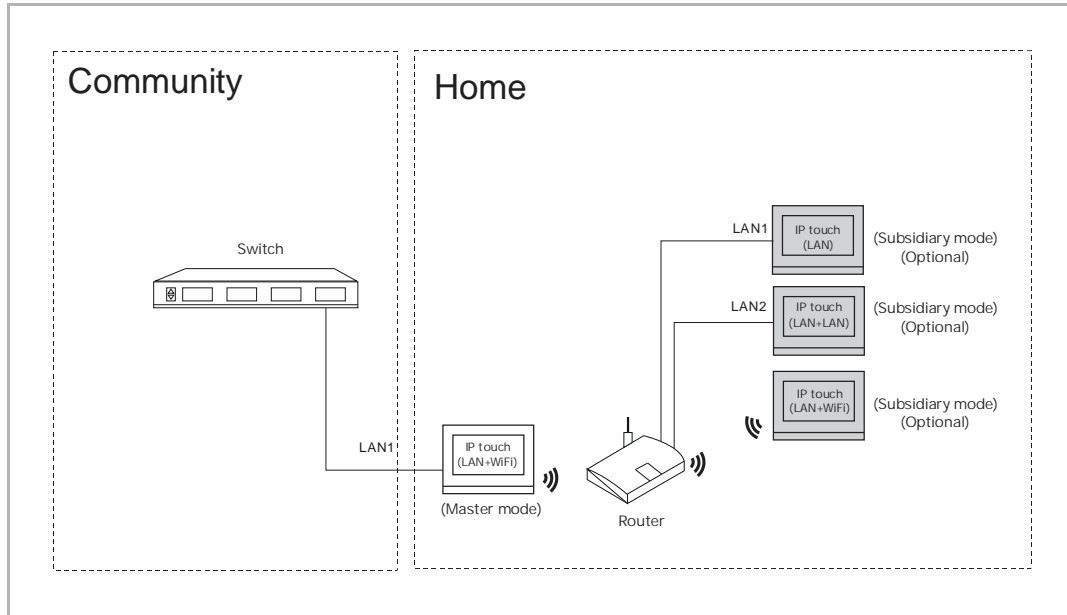 Community
Home
Switch
LAN1
IP touch
(LAN+WiFi)
(Master mode)
Router
LAN1
IP touch
(LAN)
(Subsidiary mode)
(Optional)
LAN2
IP touch
(LAN+LAN)
(Subsidiary mode)
(Optional)
IP touch
(LAN+WiFi)
(Subsidiary mode)
(Optional)